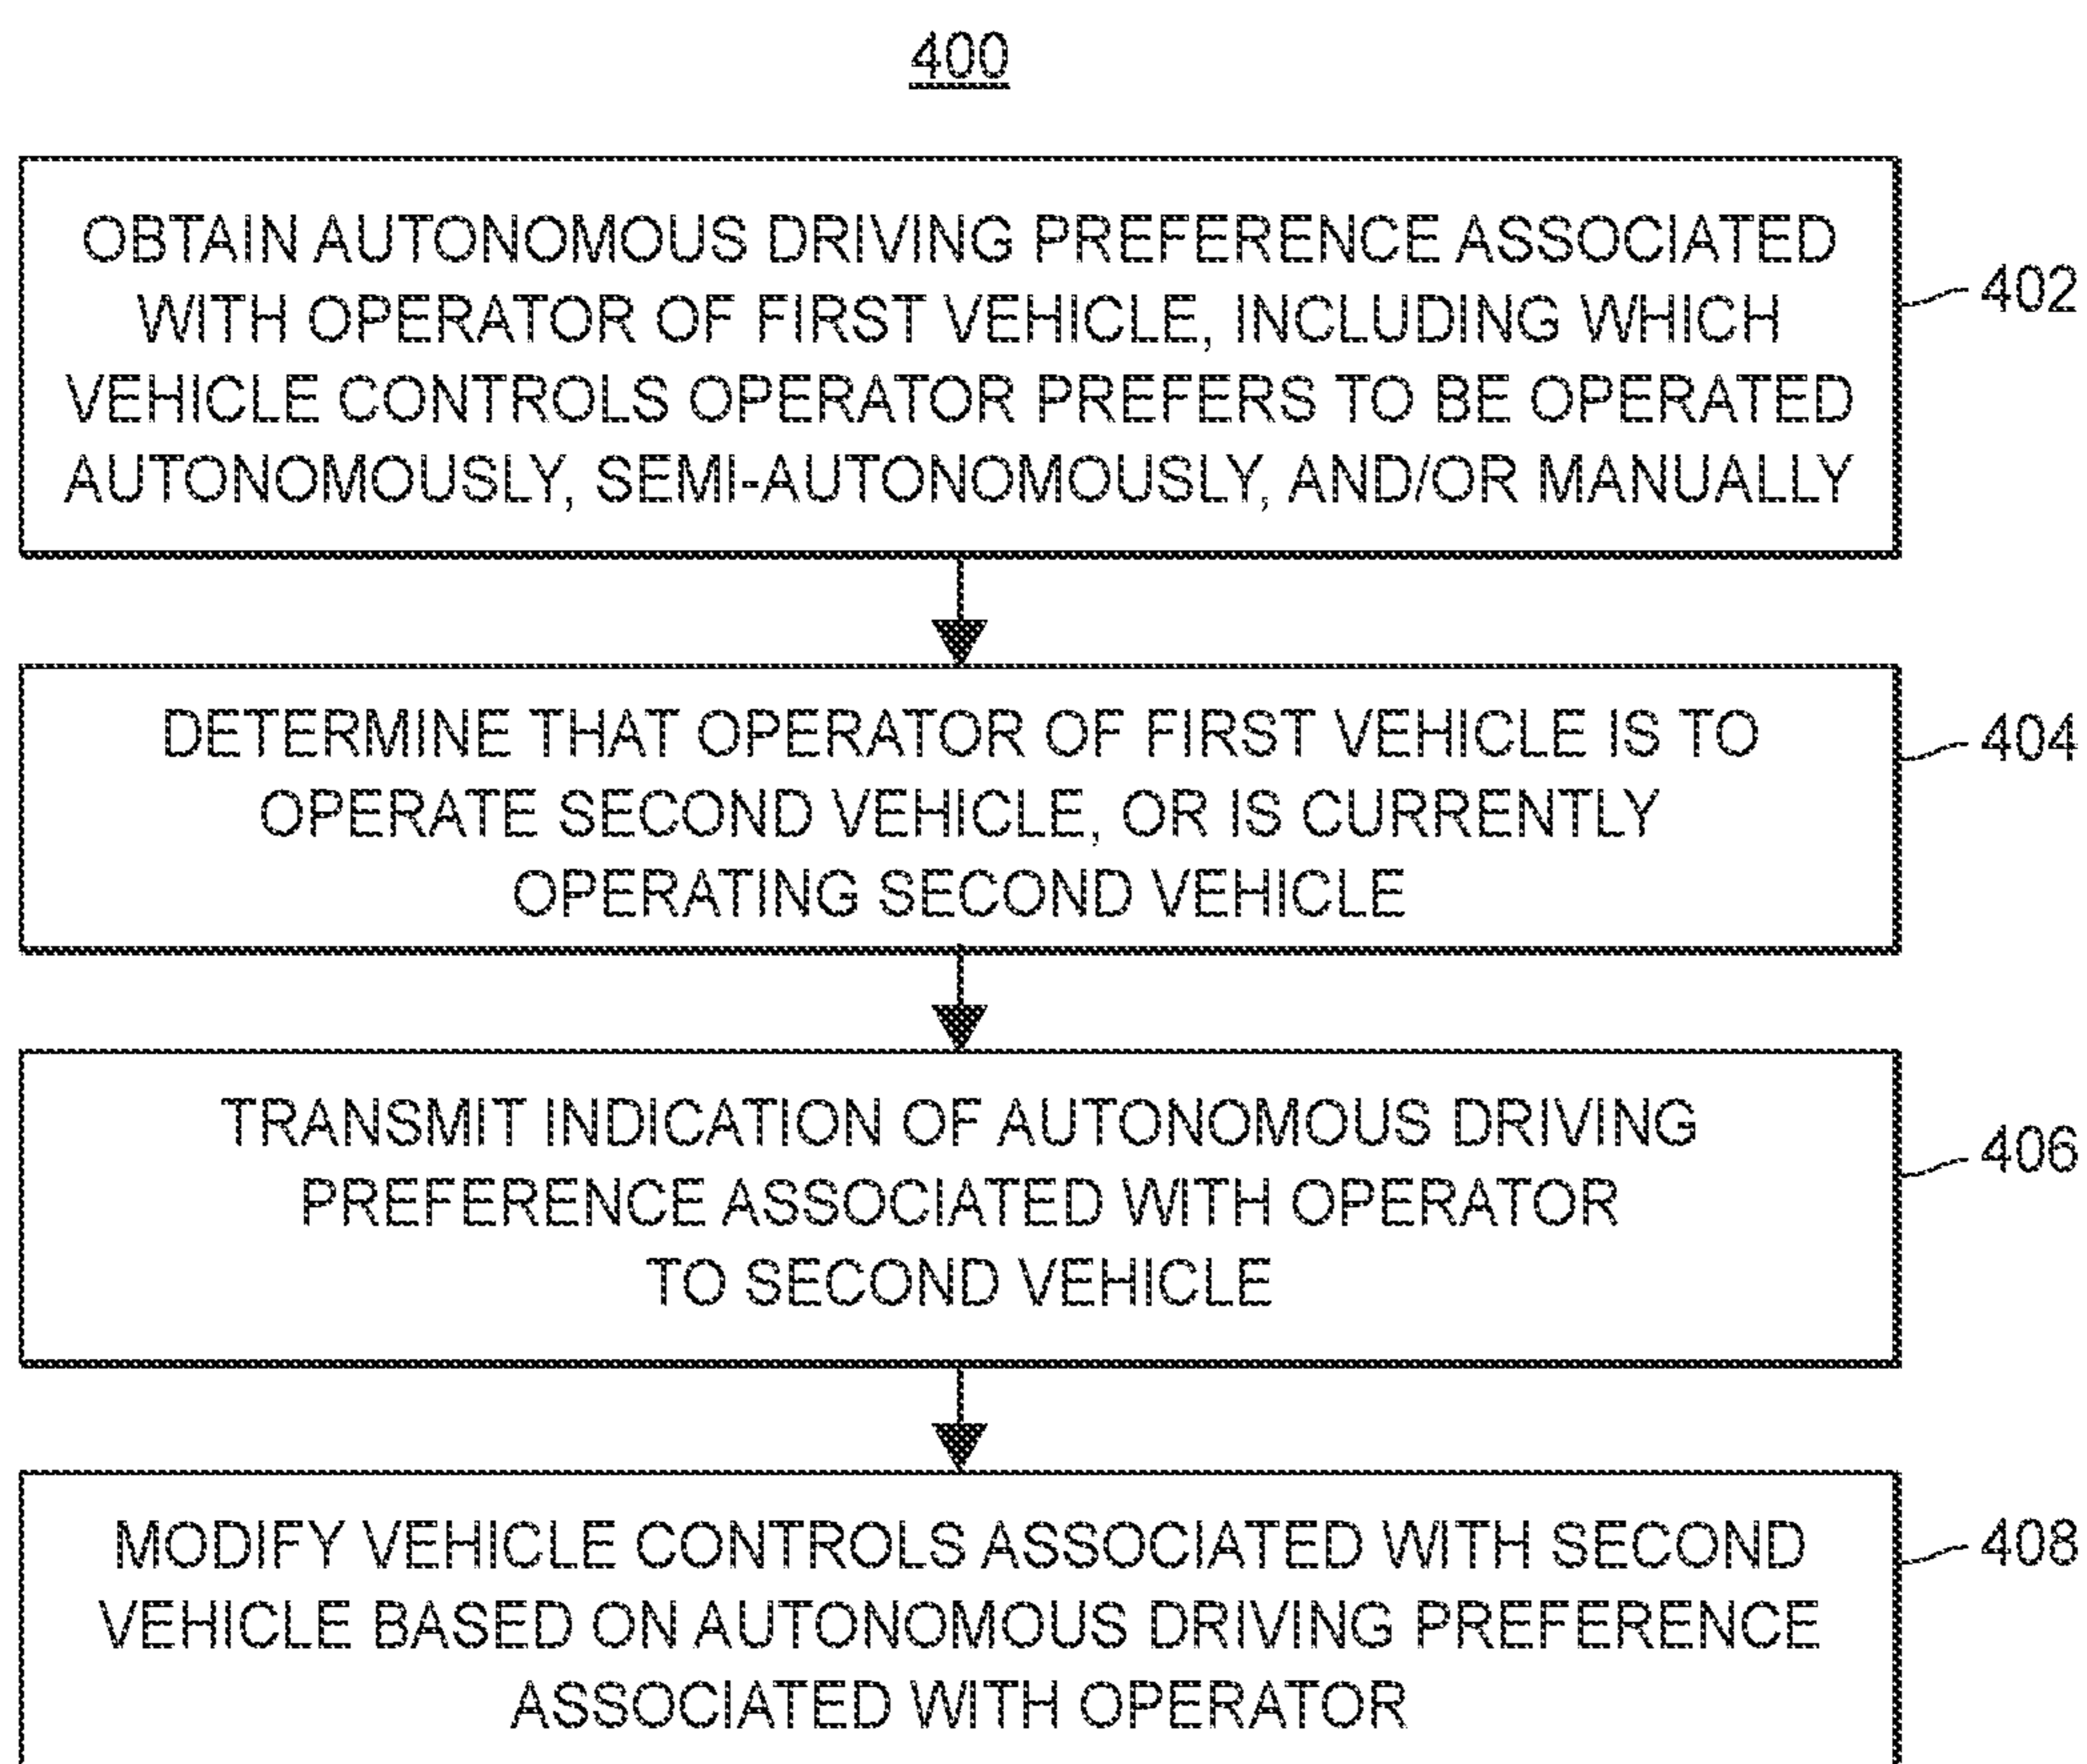 400
OBTAIN AUTONOMOUS DRIVING PREFERENCE ASSOCIATED
WITH OPERATOR OF FIRST VEHICLE, INCLUDING WHICH
VEHICLE CONTROLS OPERATOR PREFERS TO BE OPERATED
AUTONOMOUSLY, SEMI-AUTONOMOUSLY, AND/OR MANUALLY
402
DETERMINE THAT OPERATOR OF FIRST VEHICLE IS TO
OPERATE SECOND VEHICLE, OR IS CURRENTLY
OPERATING SECOND VEHICLE
404
TRANSMIT INDICATION OF AUTONOMOUS DRIVING
PREFERENCE ASSOCIATED WITH OPERATOR
TO SECOND VEHICLE
406
MODIFY VEHICLE CONTROLS ASSOCIATED WITH SECOND
VEHICLE BASED ON AUTONOMOUS DRIVING PREFERENCE
ASSOCIATED WITH OPERATOR
408